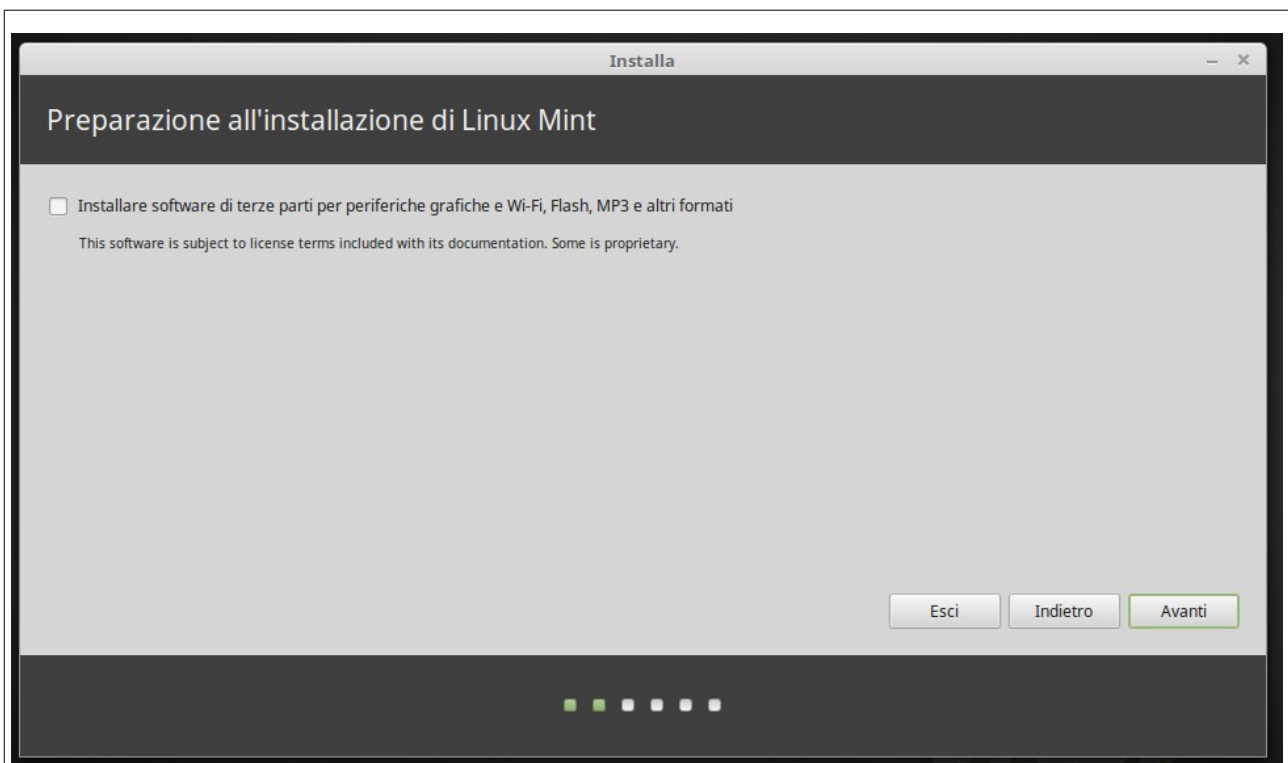 Installa
Preparazione all'installazione di Linux Mint
Installare software di terze parti per periferiche grafiche e Wi-Fi, Flash, MP3 e altri formati
This software is subject to license terms included with its documentation. Some is proprietary.
Esci Indietro Avanti